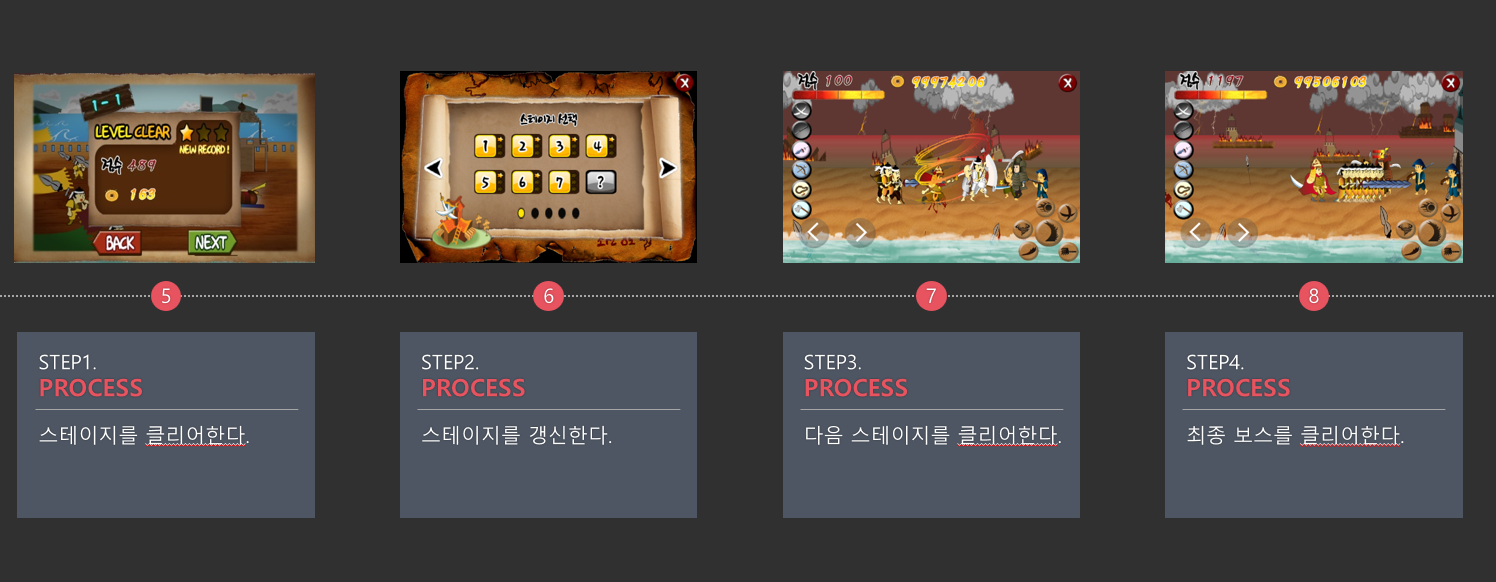 1-1
LEVEL CLEAR
NEW RECORD!
점수 489
163
BACK
NEXT
X
스테이지 선택
1
2
3
4
5
6
7
?
점수 100
99974206
X
점수 1197
99306103
X
5
6
7
8
STEP1.
PROCESS
스테이지를 클리어한다.
STEP2.
PROCESS
스테이지를 갱신한다.
STEP3.
PROCESS
다음 스테이지를 클리어한다.
STEP4.
PROCESS
최종 보스를 클리어한다.